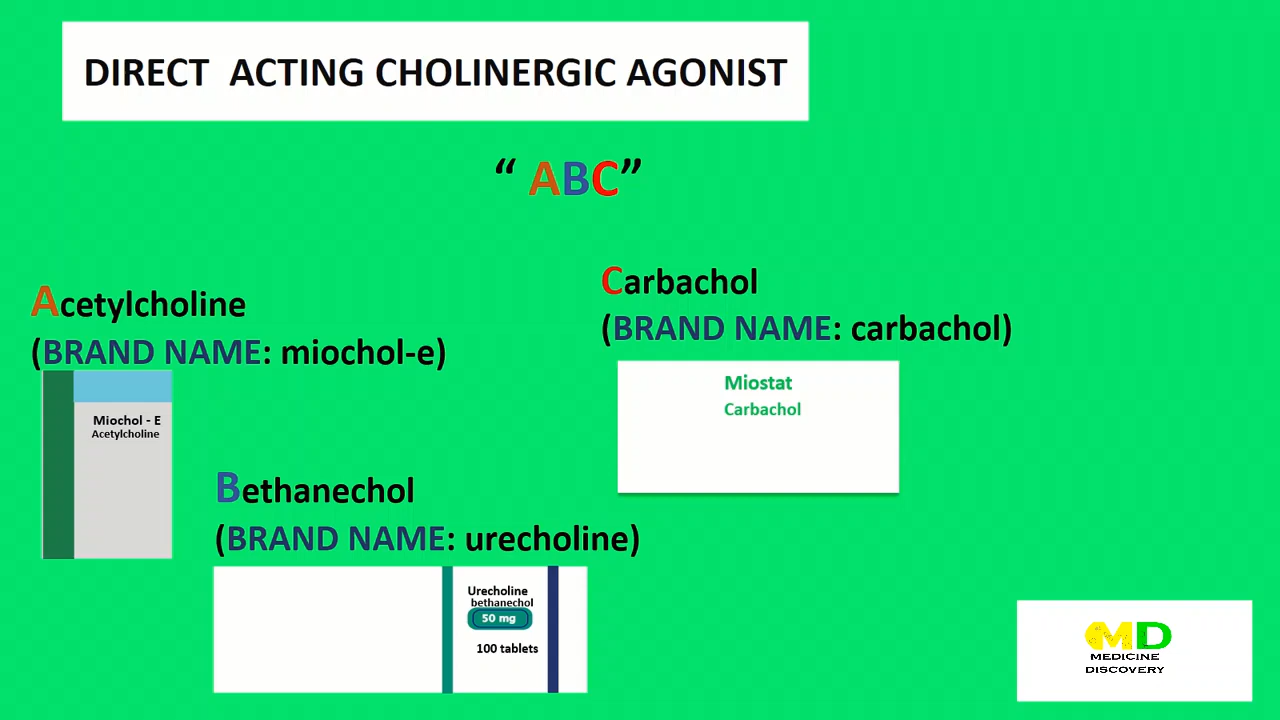 DIRECT ACTING CHOLINERGIC AGONIST
“ ABC”
Acetylcholine
(BRAND NAME: miochol-e)
Miochol - E
Acetylcholine
Bethanechol
(BRAND NAME: urecholine)
Urecholine
bethanechol
50 mg
100 tablets
Carbachol
(BRAND NAME: carbachol)
Miostat
Carbachol
MD
MEDICINE
DISCOVERY